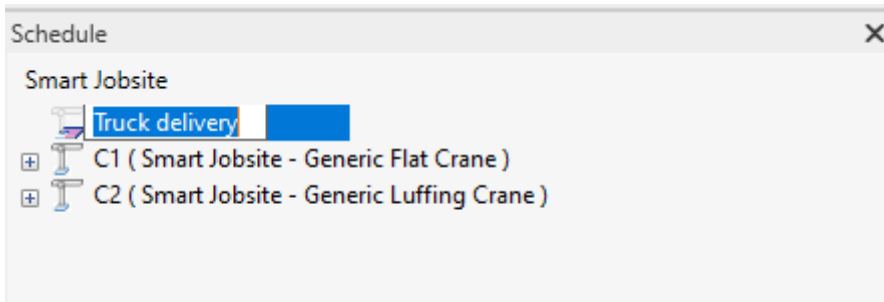 Schedule
Smart Jobsite
Truck delivery
C1 ( Smart Jobsite - Generic Flat Crane )
C2 ( Smart Jobsite - Generic Luffing Crane )